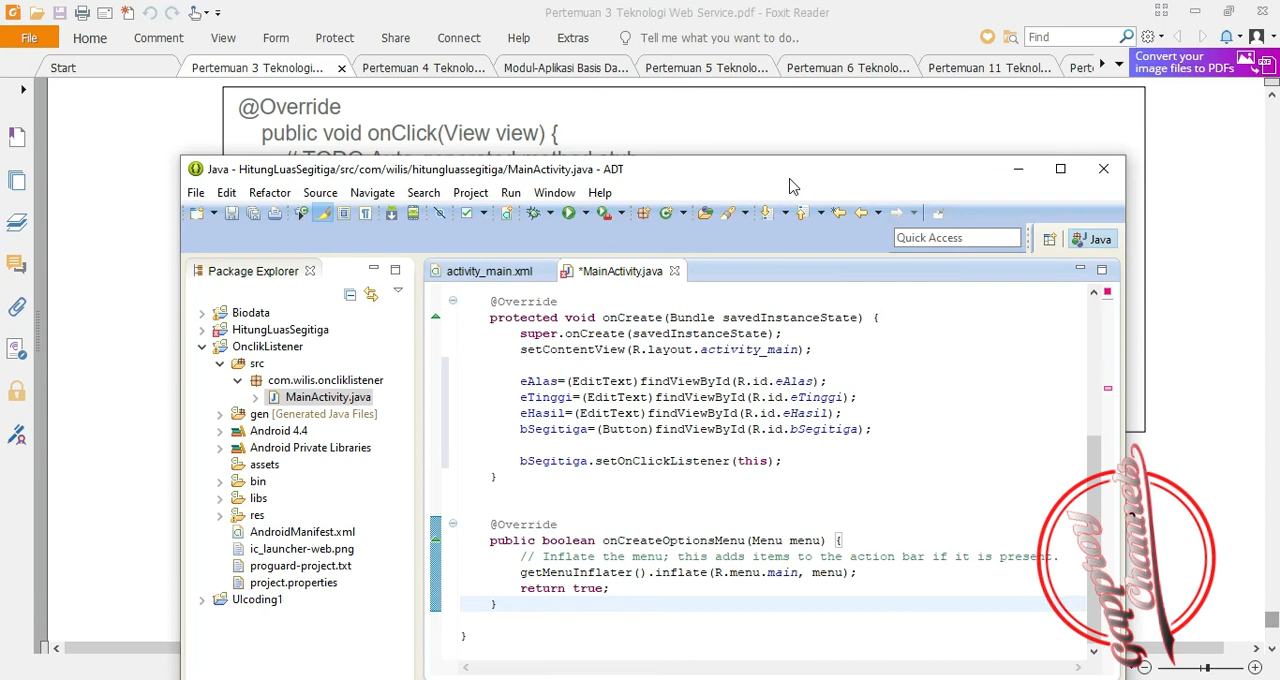 Pertemuan 3 Teknologi Web Service.pdf - Foxit Reader
File Home Comment View Form Protect Share Connect Help Extras Tell me what you want to do.. Find
Start Pertemuan 3 Teknologi... Pertemuan 4 Teknologi... Modul-Aplikasi Basis Da... Pertemuan 5 Teknolo... Pertemuan 6 Teknolo... Pertemuan 11 Teknol...
Convert your
image files to PDFs
@Override
public void onClick(View view) {
// TODO Auto-generated method stub
Java - HitungLuasSegitiga/src/com/wilis/hitungluassegitiga/MainActivity.java - ADT
File Edit Refactor Source Navigate Search Project Run Window Help
Quick Access
Java
Package Explorer
Biodata
HitungLuasSegitiga
OnclikListener
src
com.wilis.oncliklistener
MainActivity.java
gen [Generated Java Files]
Android 4.4
Android Private Libraries
assets
bin
libs
res
AndroidManifest.xml
ic_launcher-web.png
proguard-project.txt
project.properties
UIcoding1
activity_main.xml *MainActivity.java
@Override
protected void onCreate(Bundle savedInstanceState) {
super.onCreate(savedInstanceState);
setContentView(R.layout.activity_main);
eAlas=(EditText)findViewById(R.id.eAlas);
eTinggi=(EditText)findViewById(R.id.eTinggi);
eHasil=(EditText)findViewById(R.id.eHasil);
bSegitiga=(Button)findViewById(R.id.bSegitiga);
bSegitiga.setOnClickListener(this);
}
@Override
public boolean onCreateOptionsMenu(Menu menu) {
// Inflate the menu; this adds items to the action bar if it is present.
getMenuInflater().inflate(R.menu.main, menu);
return true;
}
}